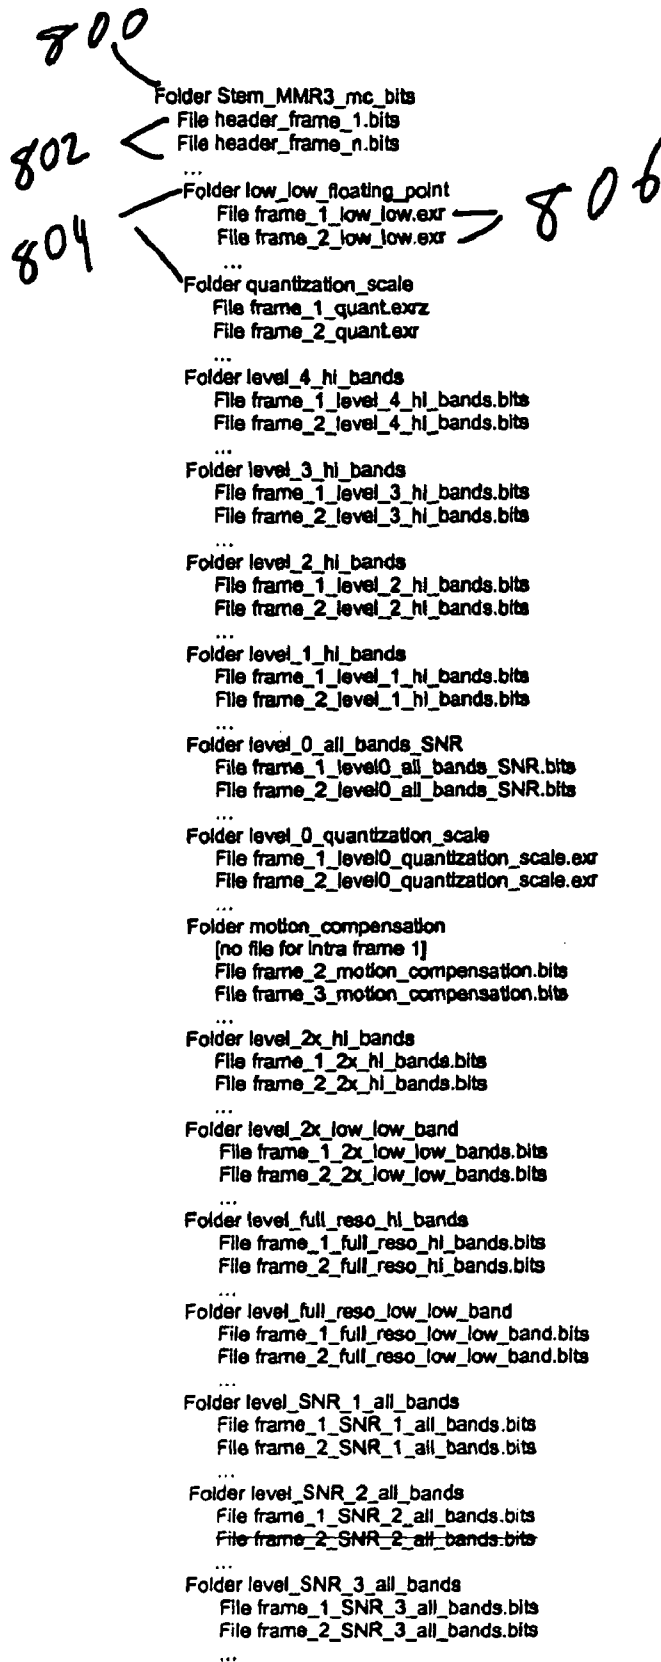 800
Folder Stem_MMR3_mc_bits
File header_frame_1.bits
802
File header_frame_n.bits
...
Folder low_low_floating_point
806
File frame_1_low_low.exr
804
File frame_2_low_low.exr
...
Folder quantization_scale
File frame_1_quant.exrz
File frame_2_quant.exr
...
Folder level_4_hi_bands
File frame_1_level_4_hi_bands.bits
File frame_2_level_4_hi_bands.bits
...
Folder level_3_hi_bands
File frame_1_level_3_hi_bands.bits
File frame_2_level_3_hi_bands.bits
...
Folder level_2_hi_bands
File frame_1_level_2_hi_bands.bits
File frame_2_level_2_hi_bands.bits
...
Folder level_1_hi_bands
File frame_1_level_1_hi_bands.bits
File frame_2_level_1_hi_bands.bits
...
Folder level_0_all_bands_SNR
File frame_1_level0_all_bands_SNR.bits
File frame_2_level0_all_bands_SNR.bits
...
Folder level_0_quantization_scale
File frame_1_level0_quantization_scale.exr
File frame_2_level0_quantization_scale.exr
...
Folder motion_compensation
[no file for intra frame 1]
File frame_2_motion_compensation.bits
File frame_3_motion_compensation.bits
...
Folder level_2x_hi_bands
File frame_1_2x_hi_bands.bits
File frame_2_2x_hi_bands.bits
...
Folder level_2x_low_low_band
File frame_1_2x_low_low_bands.bits
File frame_2_2x_low_low_bands.bits
...
Folder level_full_reso_hi_bands
File frame_1_full_reso_hi_bands.bits
File frame_2_full_reso_hi_bands.bits
...
Folder level_full_reso_low_low_band
File frame_1_full_reso_low_low_band.bits
File frame_2_full_reso_low_low_band.bits
...
Folder level_SNR_1_all_bands
File frame_1_SNR_1_all_bands.bits
File frame_2_SNR_1_all_bands.bits
...
Folder level_SNR_2_all_bands
File frame_1_SNR_2_all_bands.bits
File frame_2_SNR_2_all_bands.bits
...
Folder level_SNR_3_all_bands
File frame_1_SNR_3_all_bands.bits
File frame_2_SNR_3_all_bands.bits
...